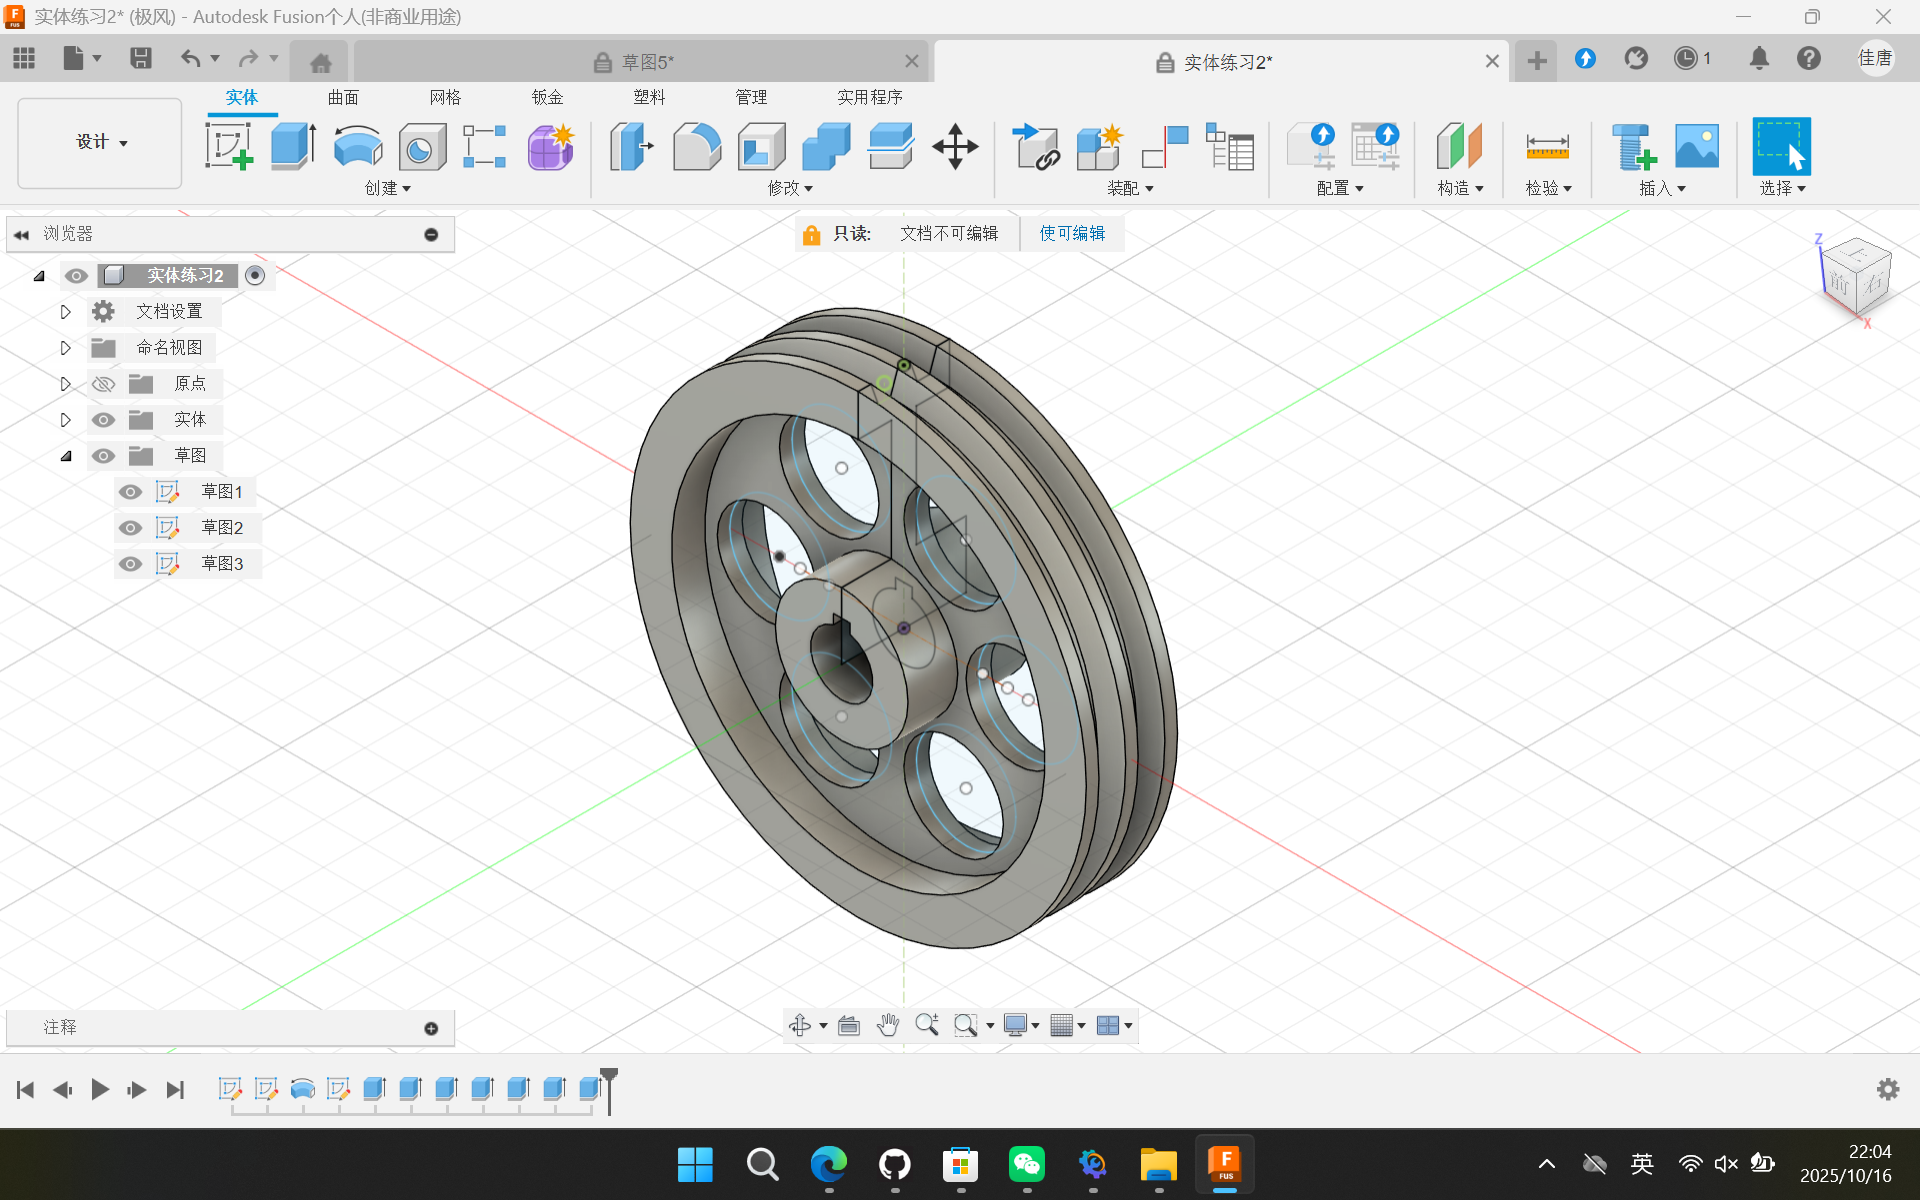 实体练习2* (极风) - Autodesk Fusion个人(非商业用途)
草图5*
实体练习2*
1
佳唐
设计
实体
曲面
网格
钣金
塑料
管理
实用程序
创建
修改
装配
配置
构造
检验
插入
选择
浏览器
只读:
文档不可编辑
使可编辑
实体练习2
文档设置
命名视图
原点
实体
草图
草图1
草图2
草图3
Z
上
前
右
X
注释
F
FUS
英
22:04
2025/10/16